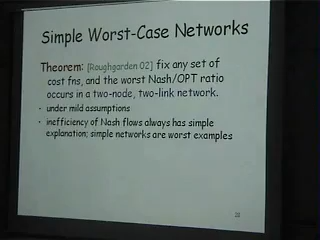 Simple Worst-Case Networks
Theorem: [Roughgarden 02] fix any set of
cost fns, and the worst Nash/OPT ratio
occurs in a two-node, two-link network.
• under mild assumptions
• inefficiency of Nash flows always has simple
explanation; simple networks are worst examples